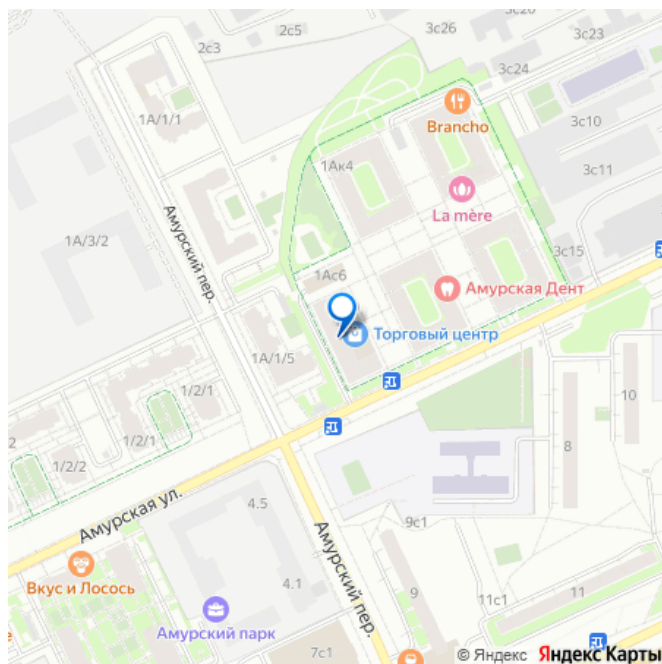 3с26
3с20
2с5
3с23
2с3
3с24
Brancho
3с10
1А/1/1
1Ак4
3с11
La mère
Амурский пер.
1А/3/2
3с15
1Ас6
Амурская Дент
Торговый центр
1А/1/5
1/2/1
10
2
1/2/1
8
1/2/2
4.5
Амурская ул.
9с1
Амурский пер.
Вкус и Лосось
4.1
9
11с1
11
Амурский парк
е
7с1
© Яндекс Яндекс Карты